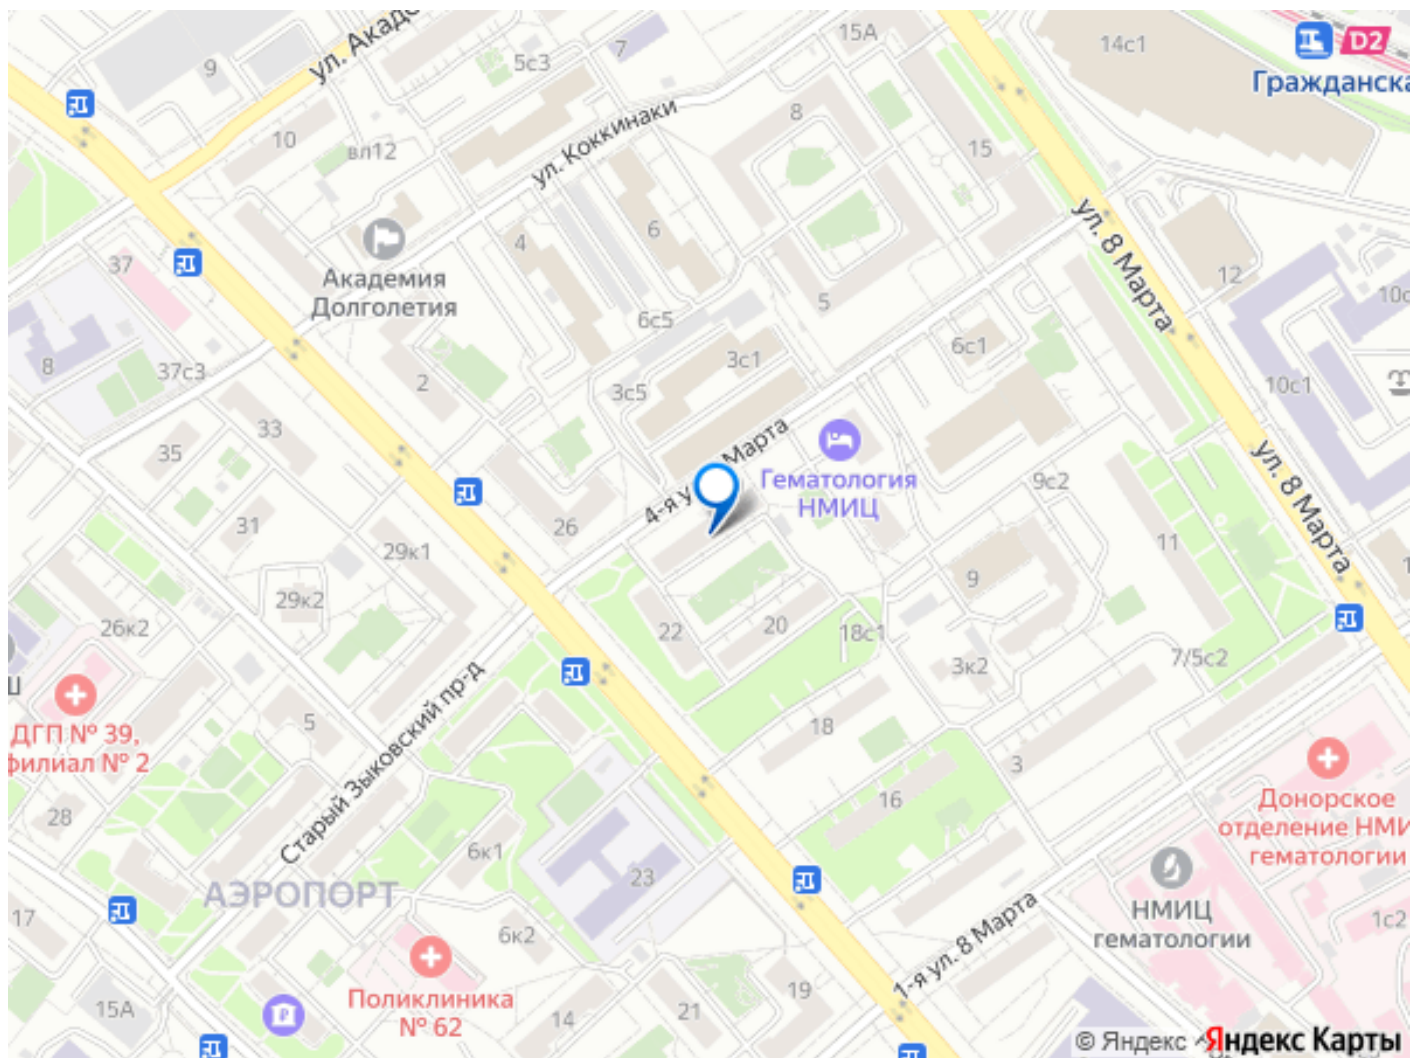 15А
14с1
D2
Гражданска
ул. Акаде
7
5с3
9
8
ул. Коккинаки
10
вл12
15
ул. 8 Марта
Академия
Долголетия
4
6
37
12
10с
5
8
6с5
2
37с3
3с5
3с1
6с1
10с1
33
35
4-я у
Марта
Гематология
НМИЦ
9с2
ул. 8 Марта
31
29к1
26
11
29к2
9
26к2
22
20
18с1
3к2
7/5с2
Ш
ДГП № 39,
филиал № 2
5
Старый Зыковский пр-д
18
3
28
16
Донорское
отделение НМИ
гематологии
6к1
23
АЭРОПОРТ
17
6к2
НМИЦ
гематологии
1с2
1-я ул. 8 Марта
15А
Поликлиника
№ 62
14
21
19
© Яндекс
Яндекс Карты